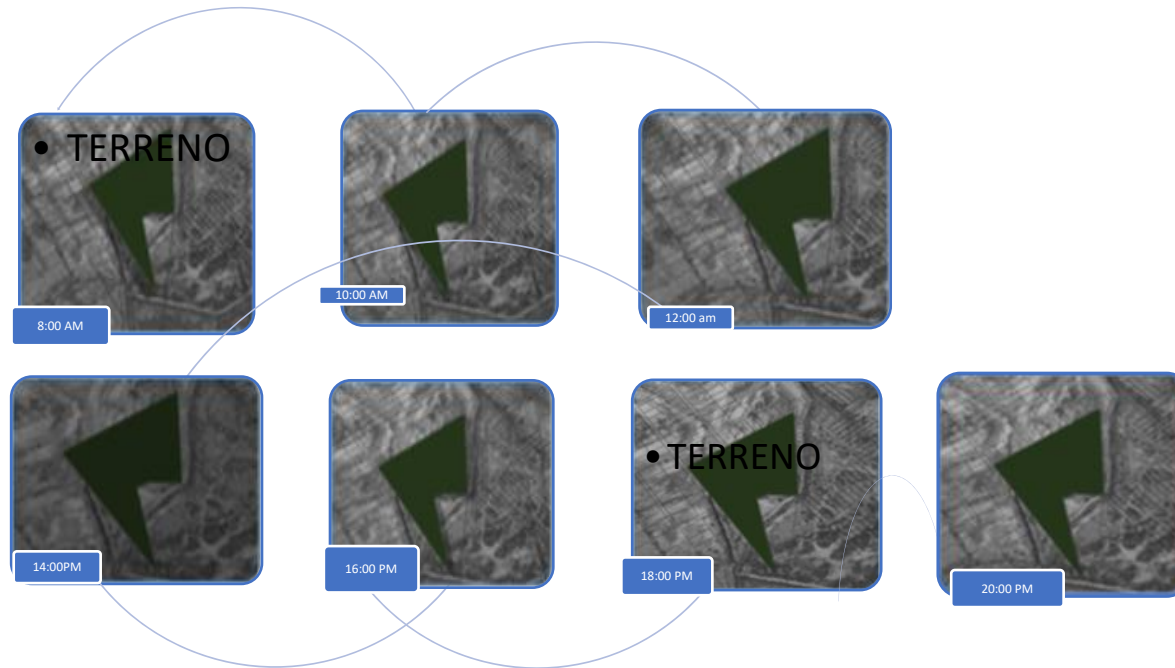 • TERRENO
8:00 AM
10:00 AM
12:00 am
14:00PM
16:00 PM
• TERRENO
18:00 PM
20:00 PM